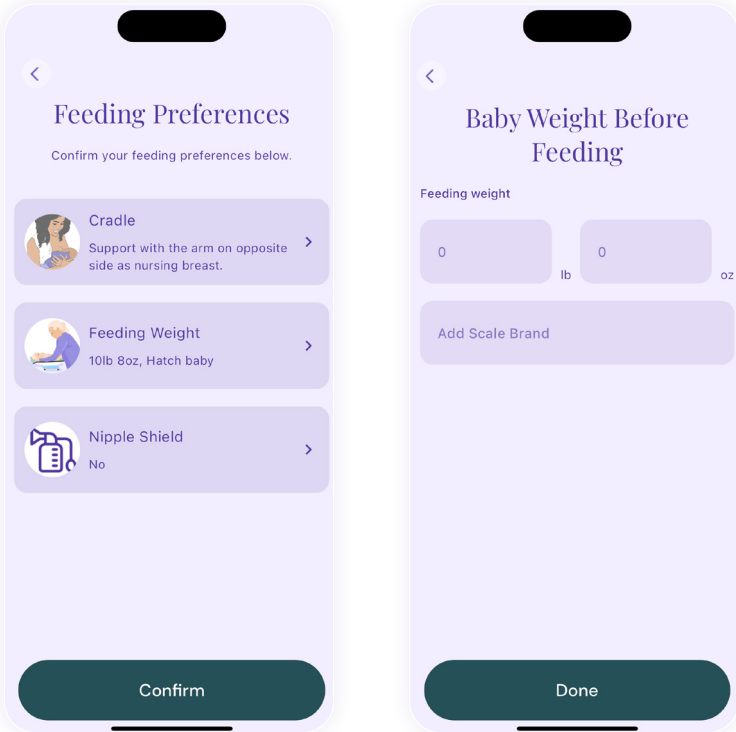 Feeding Preferences
Confirm your feeding preferences below.
Cradle
Support with the arm on opposite
side as nursing breast.
Feeding Weight
10lb 8oz, Hatch baby
Nipple Shield
No
Confirm
Baby Weight Before
Feeding
Feeding weight
0 lb 0 oz
Add Scale Brand
Done